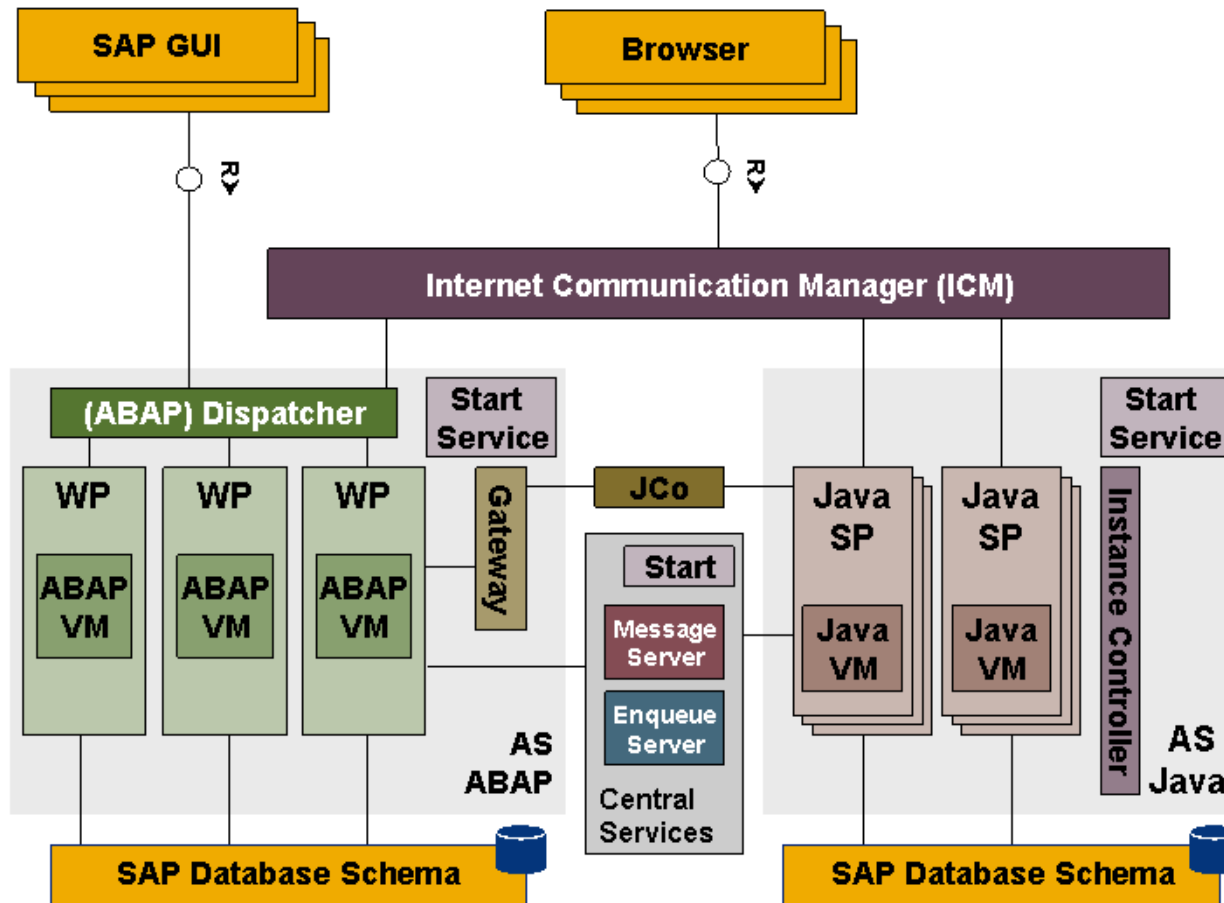 SAP GUI
Browser
R
R
Internet Communication Manager (ICM)
(ABAP) Dispatcher
Start
Service
Start
Service
WP
WP
WP
ABAP
VM
ABAP
VM
ABAP
VM
Gateway
JCo
Start
Message
Server
Enqueue
Server
Central
Services
Java
SP
Java
SP
Java
VM
Java
VM
Instance Controller
AS
ABAP
AS
Java
SAP Database Schema
SAP Database Schema